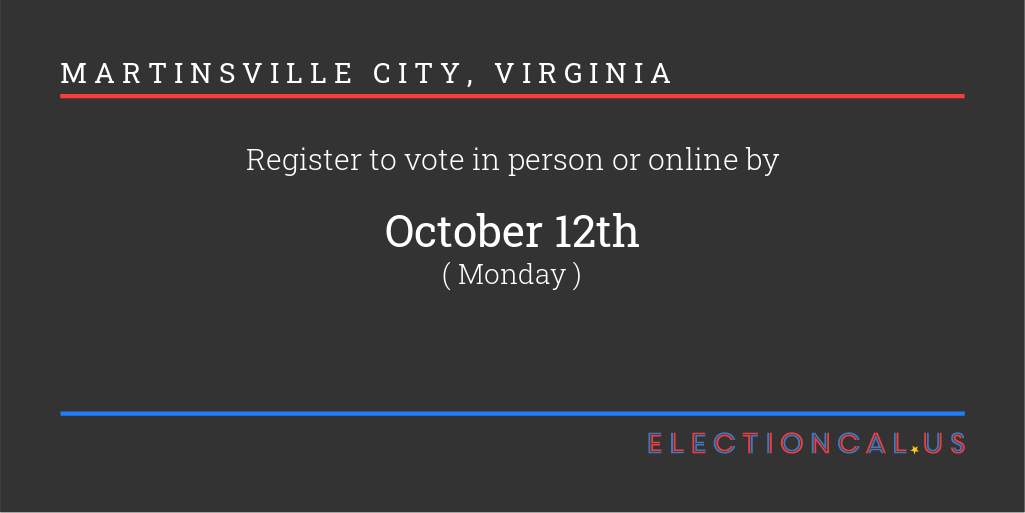 MARTINSVILLE CITY, VIRGINIA
Register to vote in person or online by
October 12th
( Monday )
ELECTIONCAL.US